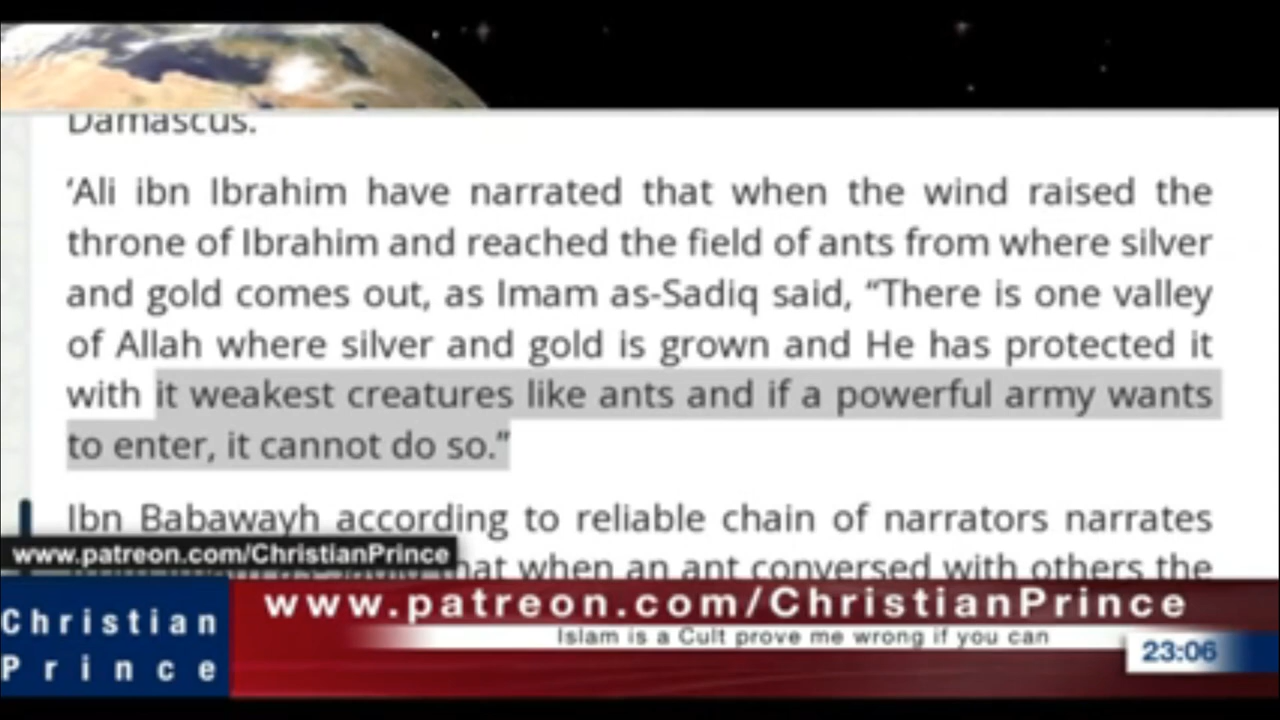 Damascus.
‘Ali ibn Ibrahim have narrated that when the wind raised the
throne of Ibrahim and reached the field of ants from where silver
and gold comes out, as Imam as-Sadiq said, “There is one valley
of Allah where silver and gold is grown and He has protected it
with it weakest creatures like ants and if a powerful army wants
to enter, it cannot do so.”
Ibn Babawayh according to reliable chain of narrators narrates
www.patreon.com/ChristianPrince
from Imam as-Sadiq that when an ant conversed with others the
Christian
Prince
www.patreon.com/ChristianPrince
Islam is a Cult prove me wrong if you can
23:06